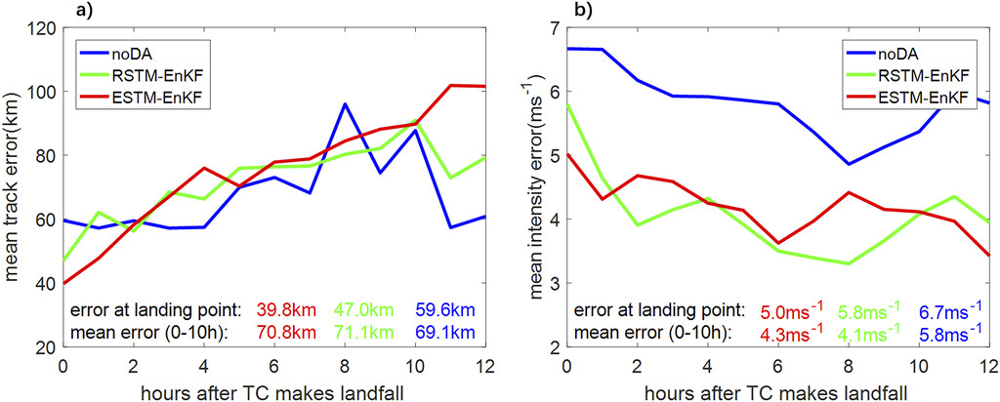 a)
120
100
80
60
40
20
mean track error(km)
noDA
RSTM-EnKF
ESTM-EnKF
error at landing point: 39.8km 47.0km 59.6km
mean error (0-10h): 70.8km 71.1km 69.1km
0 2 4 6 8 10 12
hours after TC makes landfall
b)
7
6
5
4
3
2
mean intensity error(ms⁻¹)
noDA
RSTM-EnKF
ESTM-EnKF
error at landing point: 5.0ms⁻¹ 5.8ms⁻¹ 6.7ms⁻¹
mean error (0-10h): 4.3ms⁻¹ 4.1ms⁻¹ 5.8ms⁻¹
0 2 4 6 8 10 12
hours after TC makes landfall